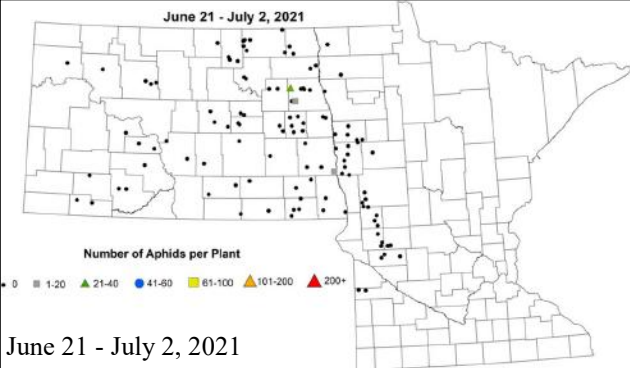 June 21 - July 2, 2021
Number of Aphids per Plant
0 1-20 21-40 41-60 61-100 101-200 200+
June 21 - July 2, 2021